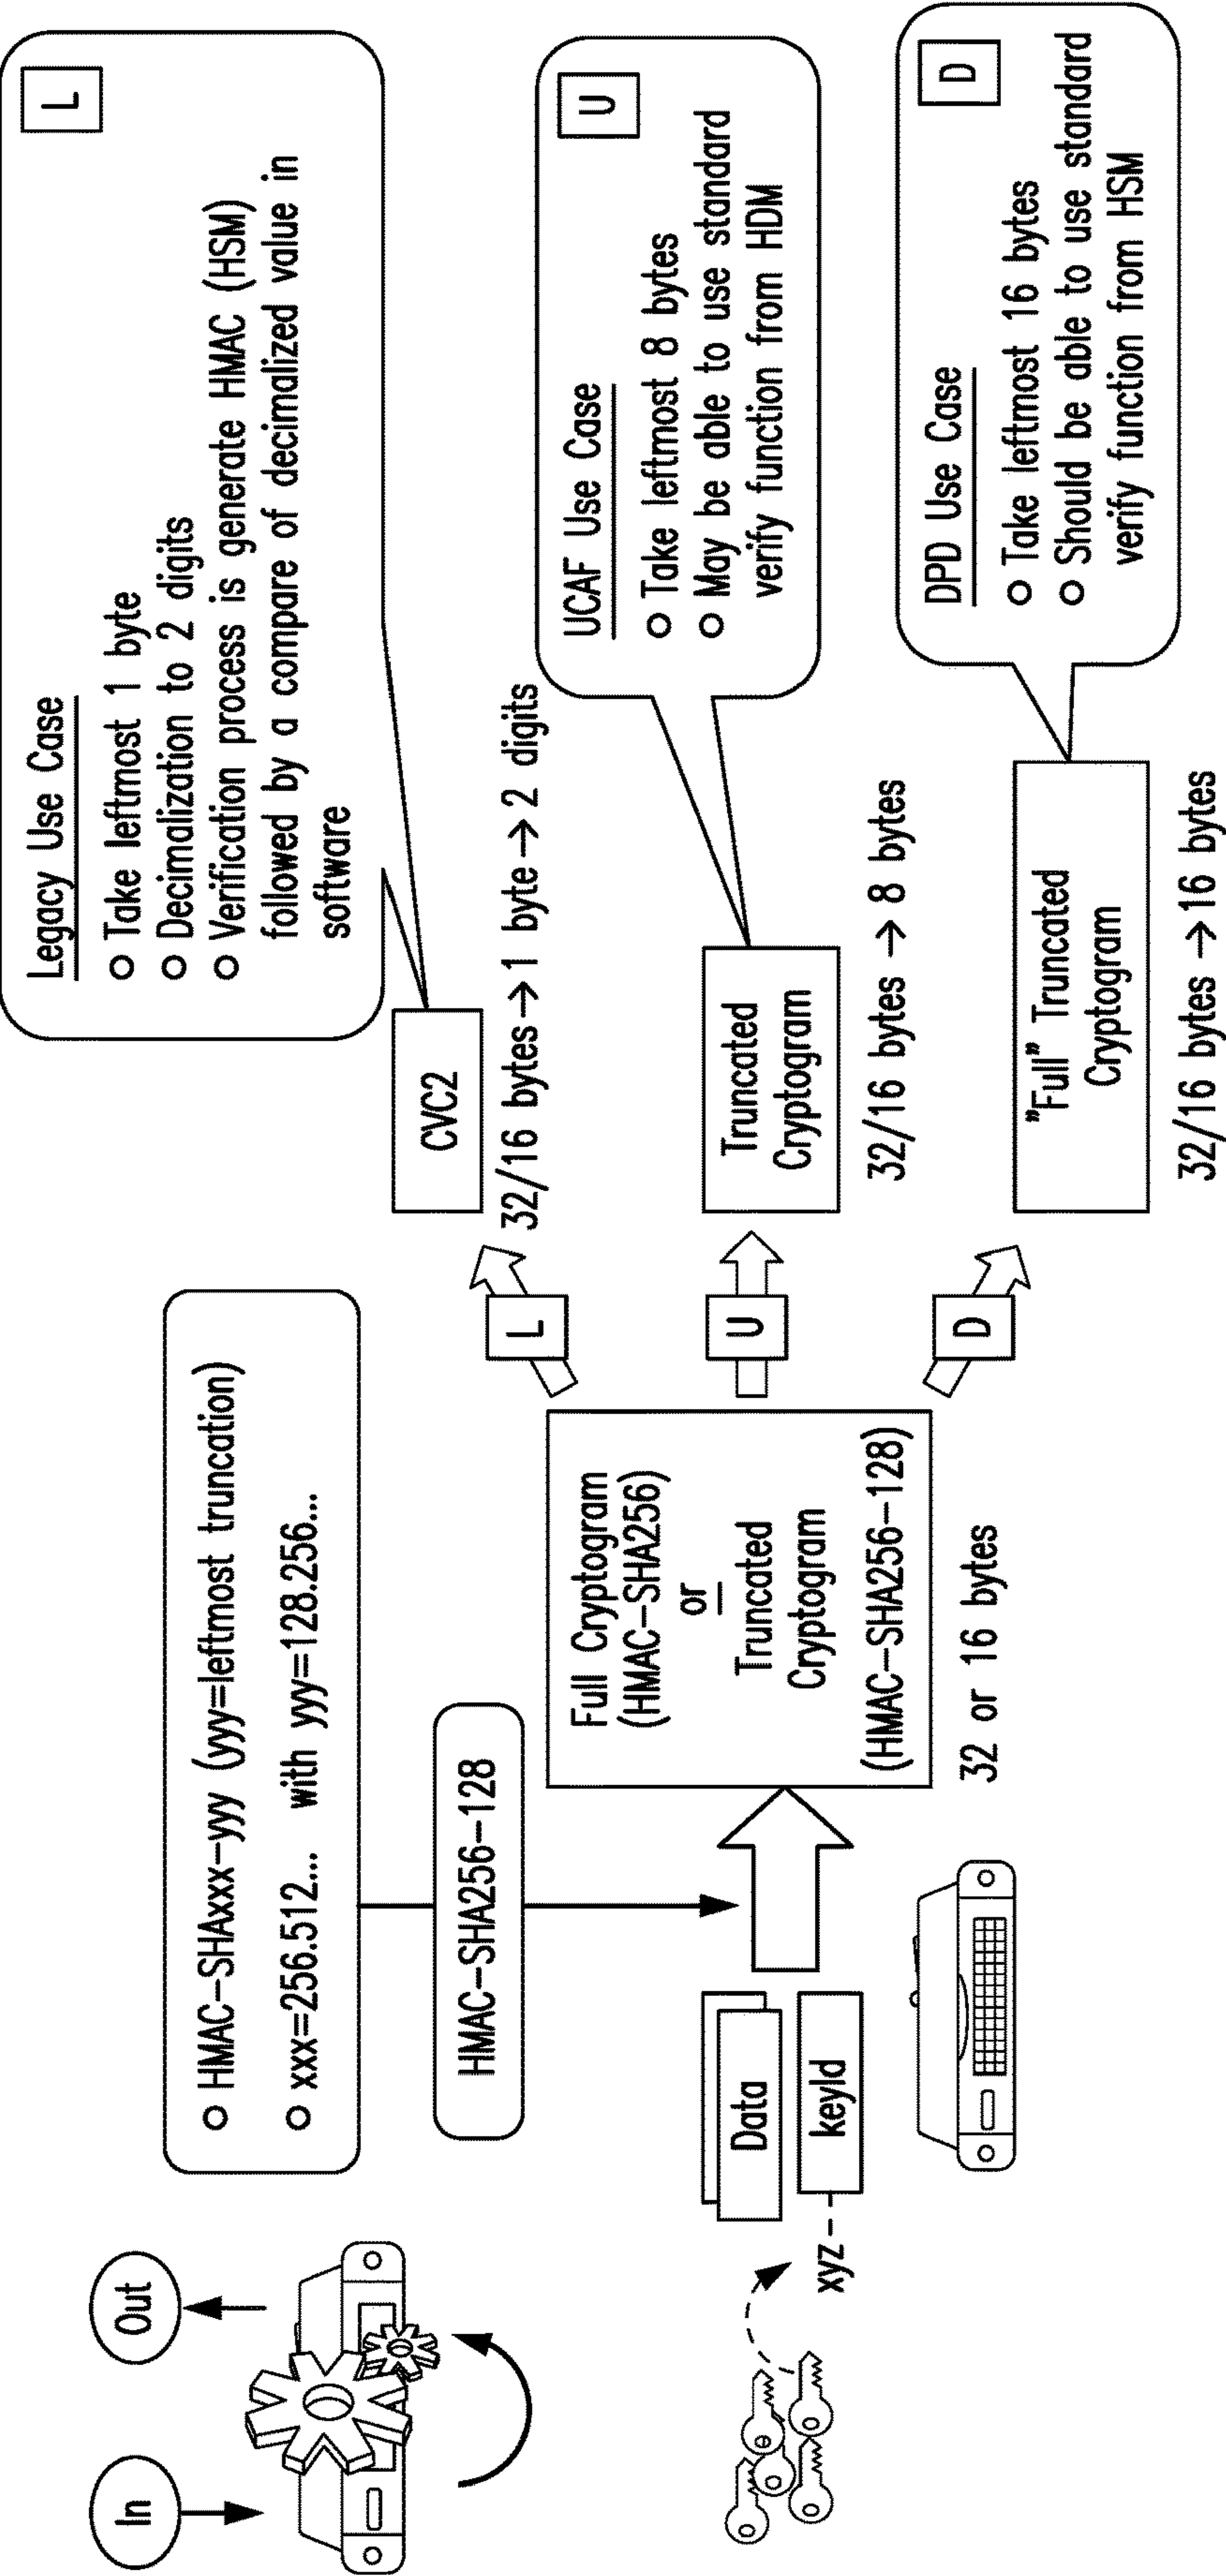 In
Out
○ HMAC-SHAxxx-yyy (yyy=leftmost truncation)
○ xxx=256.512... with yyy=128.256...
HMAC-SHA256-128
xyz
Data
keyId
Full Cryptogram
(HMAC-SHA256)
or
Truncated
Cryptogram
(HMAC-SHA256-128)
32 or 16 bytes
L
U
D
CVC2
32/16 bytes→1 byte→2 digits
Truncated
Cryptogram
32/16 bytes → 8 bytes
"Full" Truncated
Cryptogram
32/16 bytes →16 bytes
Legacy Use Case
L
○ Take leftmost 1 byte
○ Decimalization to 2 digits
○ Verification process is generate HMAC (HSM)
followed by a compare of decimalized value in
software
UCAF Use Case
U
○ Take leftmost 8 bytes
○ May be able to use standard
verify function from HDM
DPD Use Case
D
○ Take leftmost 16 bytes
○ Should be able to use standard
verify function from HSM